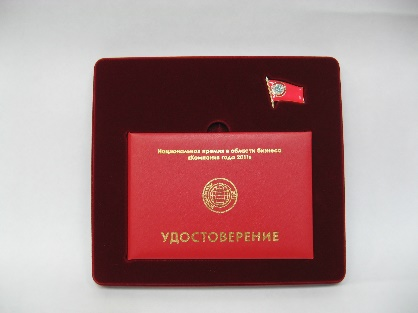 Национальная премия в области бизнеса
«Компания года 2011»
УДОСТОВЕРЕНИЕ